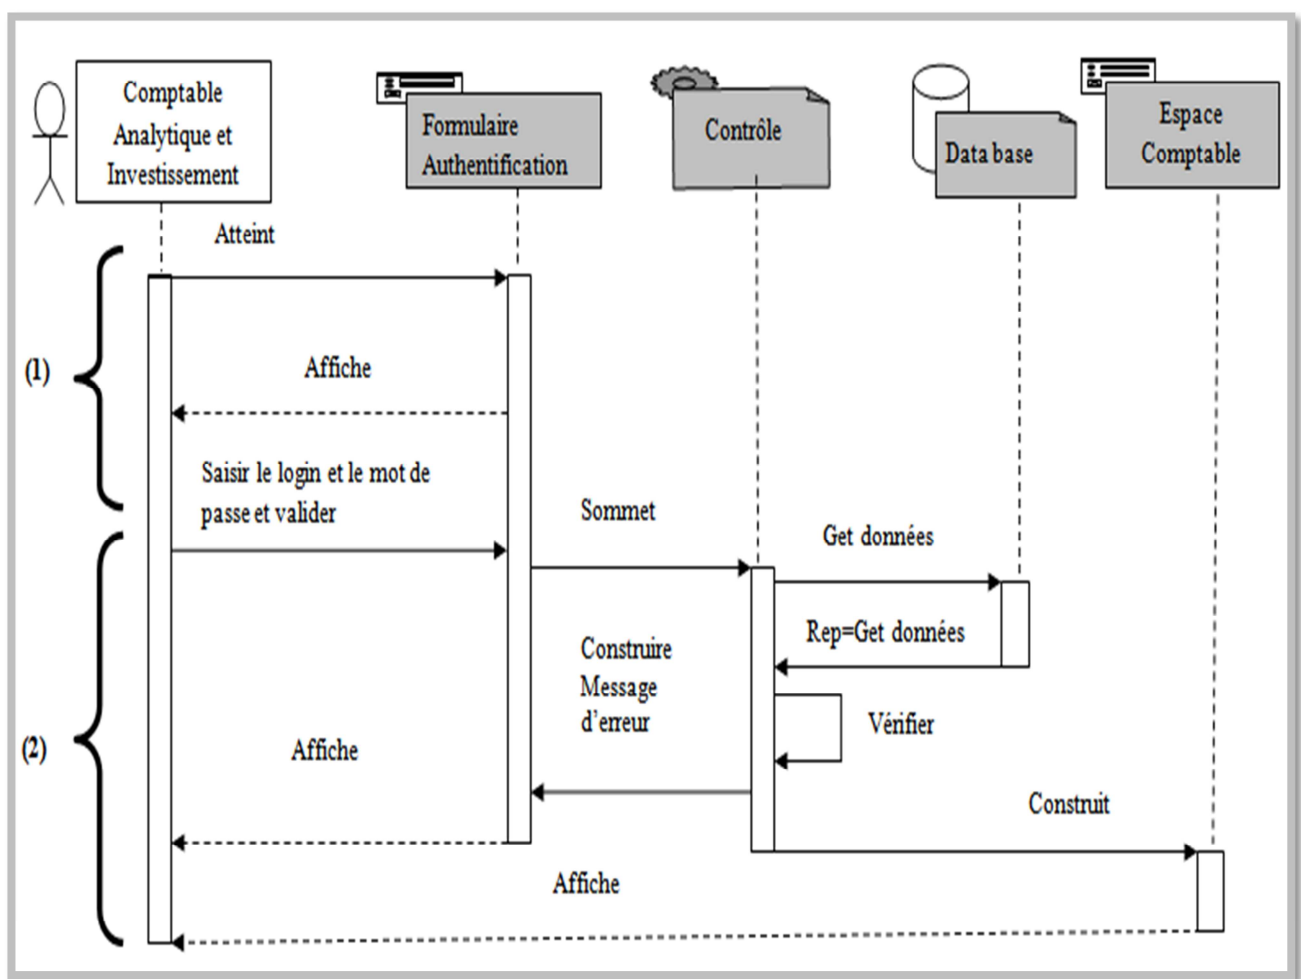 Comptable
Analytique et
Investissement
Formulaire
Authentification
Contrôle
Data base
Espace
Comptable
Atteint
(1)
Affiche
Saisir le login et le mot de
passe et valider
Sommet
Get données
Rep=Get données
Construire
Message
d'erreur
Vérifier
(2)
Affiche
Construit
Affiche